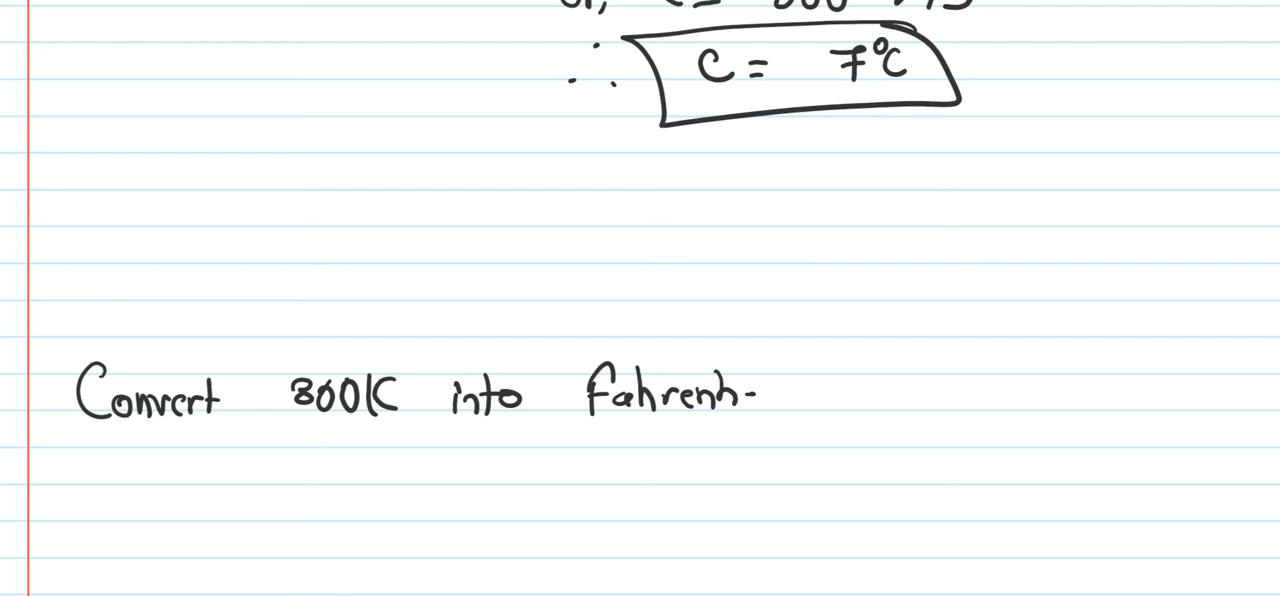 ∴ C = 7°C
Convert 300K into Fahrenh-